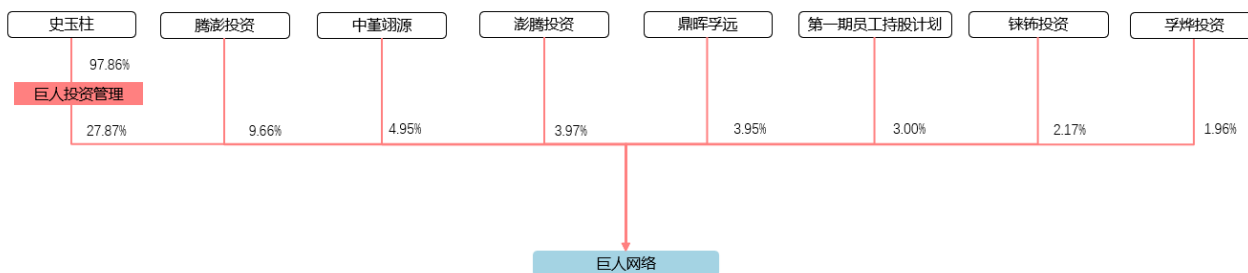 史玉柱
腾澎投资
中堇翊源
澎腾投资
鼎晖孚远
第一期员工持股计划
铼钸投资
孚烨投资
97.86%
巨人投资管理
27.87%
9.66%
4.95%
3.97%
3.95%
3.00%
2.17%
1.96%
巨人网络